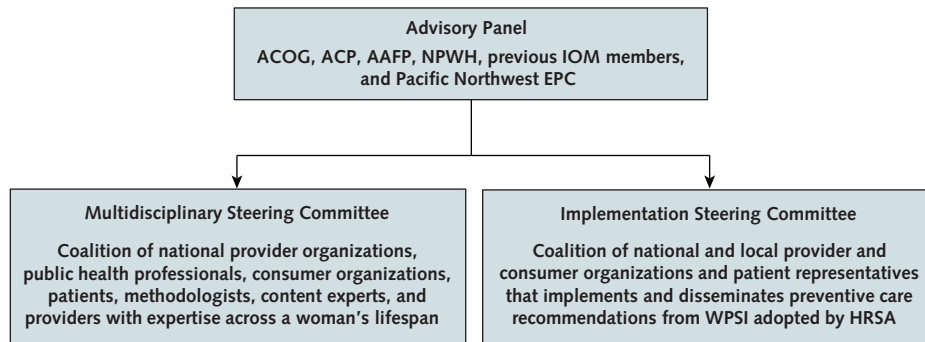 Advisory Panel
ACOG, ACP, AAFP, NPWH, previous IOM members,
and Pacific Northwest EPC
Multidisciplinary Steering Committee
Coalition of national provider organizations,
public health professionals, consumer organizations,
patients, methodologists, content experts, and
providers with expertise across a woman's lifespan
Implementation Steering Committee
Coalition of national and local provider and
consumer organizations and patient representatives
that implements and disseminates preventive care
recommendations from WPSI adopted by HRSA